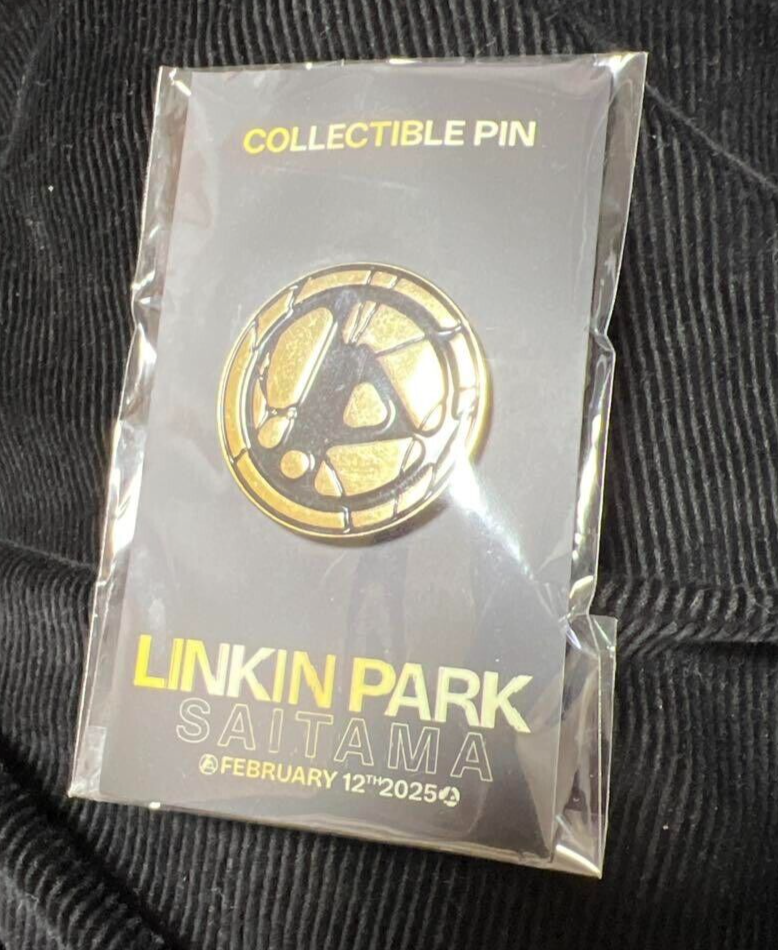 COLLECTIBLE PIN
LINKIN PARK
SAITAMA
FEBRUARY 12TH 2025